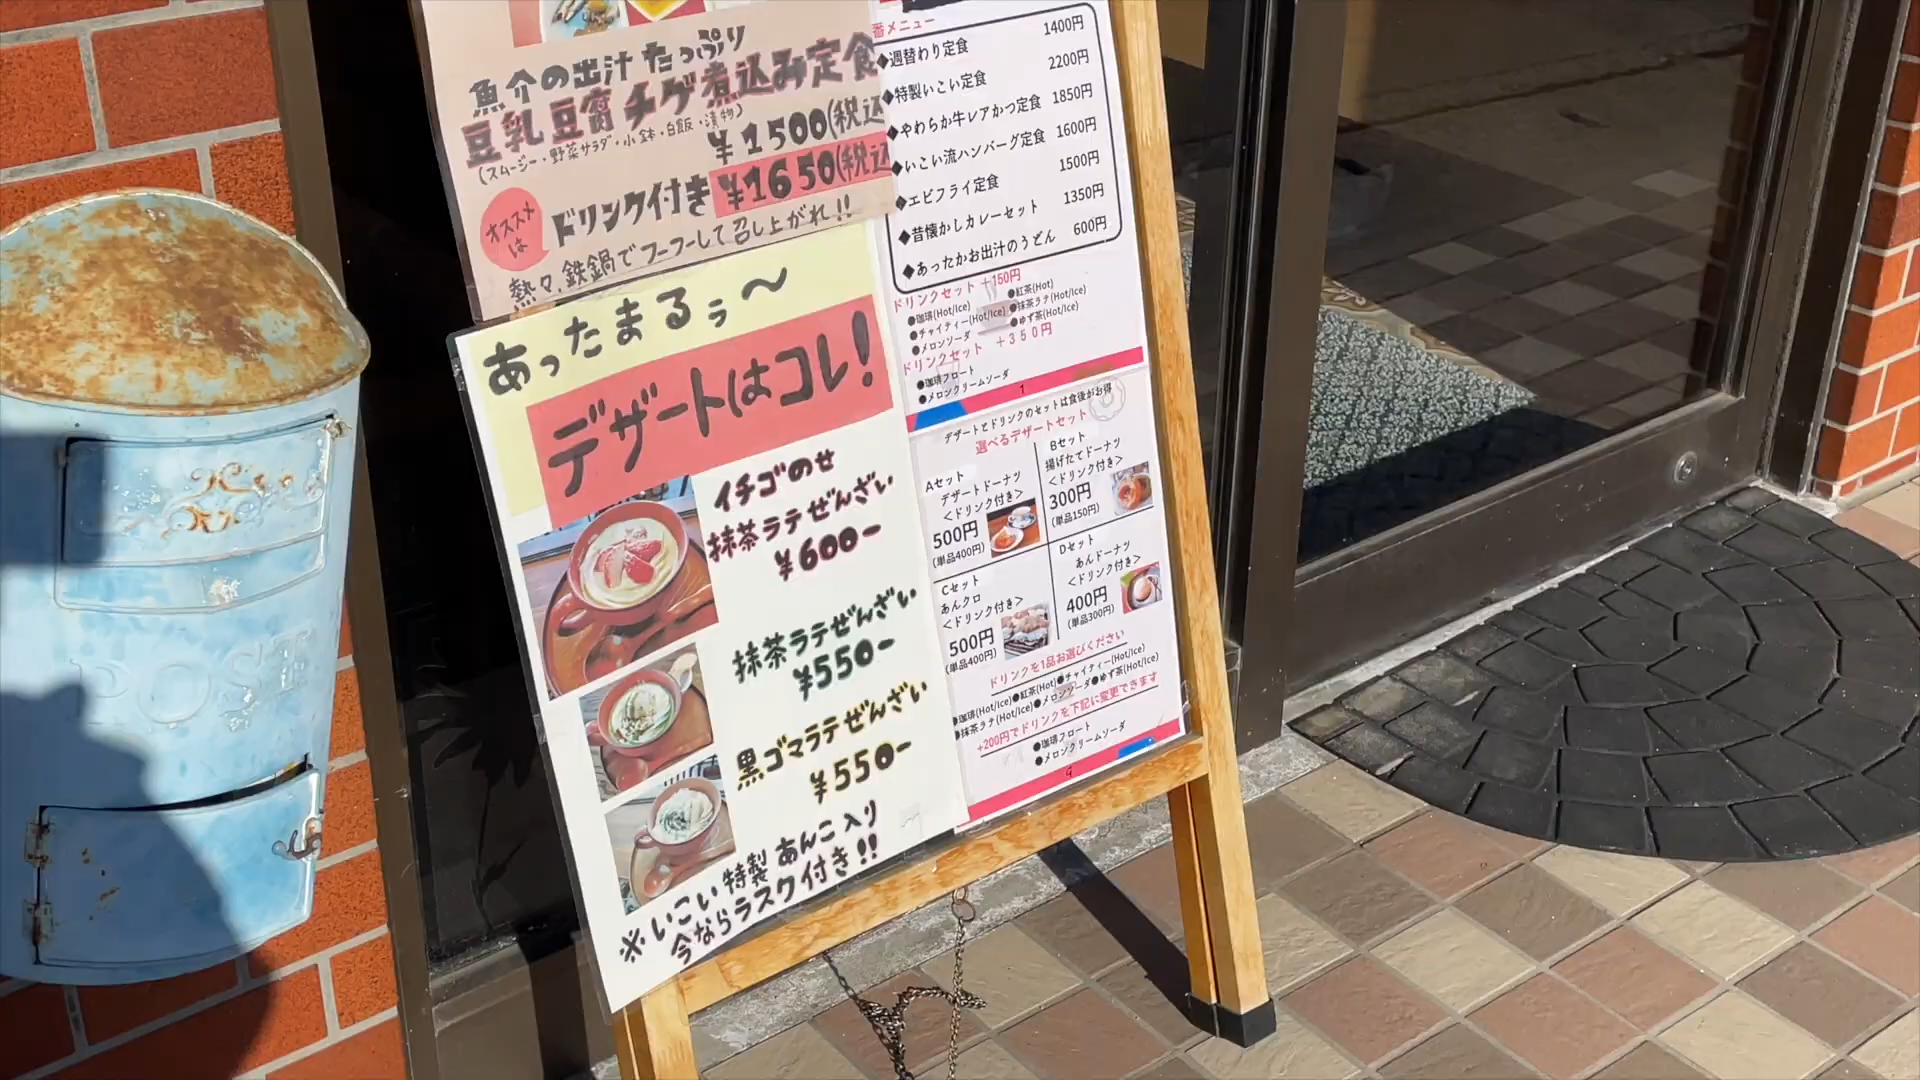 魚介の出汁たっぷり
豆乳豆腐チゲ煮込み定食
(スムージー・野菜サラダ・小鉢・白飯・漬物)
¥1500(税込
オススメは
ドリンク付き ¥1650(税込
熱々、鉄鍋でフーフーして召し上がれ!!
あったまるぅ〜
デザートはコレ!
イチゴのせ
抹茶ラテぜんざい
¥600-
抹茶ラテぜんざい
¥550-
黒ゴマラテぜんざい
¥550-
※いこい特製あんこ入り
今ならラスク付き!!
番メニュー
◆週替わり定食 1400円
◆特製いこい定食 2200円
◆やわらか牛レアかつ定食 1850円
◆いこい流ハンバーグ定食 1600円
◆エビフライ定食 1500円
◆昔懐かしカレーセット 1350円
◆あったかお出汁のうどん 600円
ドリンクセット +150円
●珈琲(Hot/Ice) ●紅茶(Hot)
●チャイティー(Hot/Ice) ●抹茶ラテ(Hot/Ice)
●メロンソーダ ●ゆず茶(Hot/Ice)
ドリンクセット +350円
●珈琲フロート
●メロンクリームソーダ
デザートとドリンクのセットは食後がお得
選べるデザートセット
Aセット
デザートドーナツ
<ドリンク付き>
500円
(単品400円)
Bセット
揚げたてドーナツ
<ドリンク付き>
300円
(単品150円)
Cセット
あんクロ
<ドリンク付き>
500円
(単品400円)
Dセット
あんドーナツ
<ドリンク付き>
400円
(単品300円)
ドリンクを1品お選びください
●珈琲(Hot/Ice)●紅茶(Hot)●チャイティー(Hot/Ice)
●抹茶ラテ(Hot/Ice)●メロンソーダ●ゆず茶(Hot/Ice)
+200円でドリンクを下記に変更できます
●珈琲フロート
●メロンクリームソーダ
POST